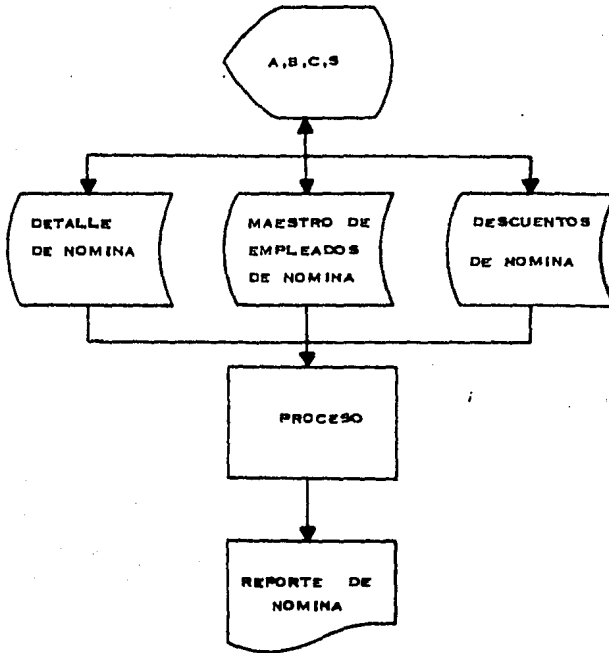 A,B,C,S
DETALLE
DE NOMINA
MAESTRO DE
EMPLEADOS
DE NOMINA
DESCUENTOS
DE NOMINA
PROCESO
REPORTE DE
NOMINA